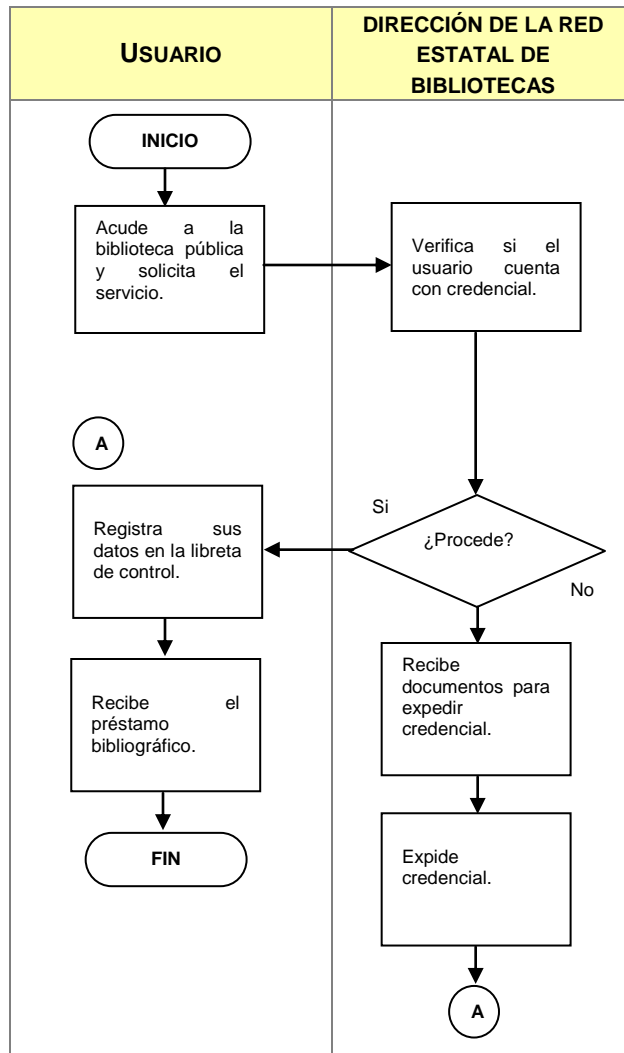 USUARIO
DIRECCIÓN DE LA RED
ESTATAL DE
BIBLIOTECAS
INICIO
Acude a la
biblioteca pública
y solicita el
servicio.
Verifica si el
usuario cuenta
con credencial.
A
Si
¿Procede?
No
Registra sus
datos en la libreta
de control.
Recibe
documentos para
expedir
credencial.
Recibe el
préstamo
bibliográfico.
Expide
credencial.
FIN
A